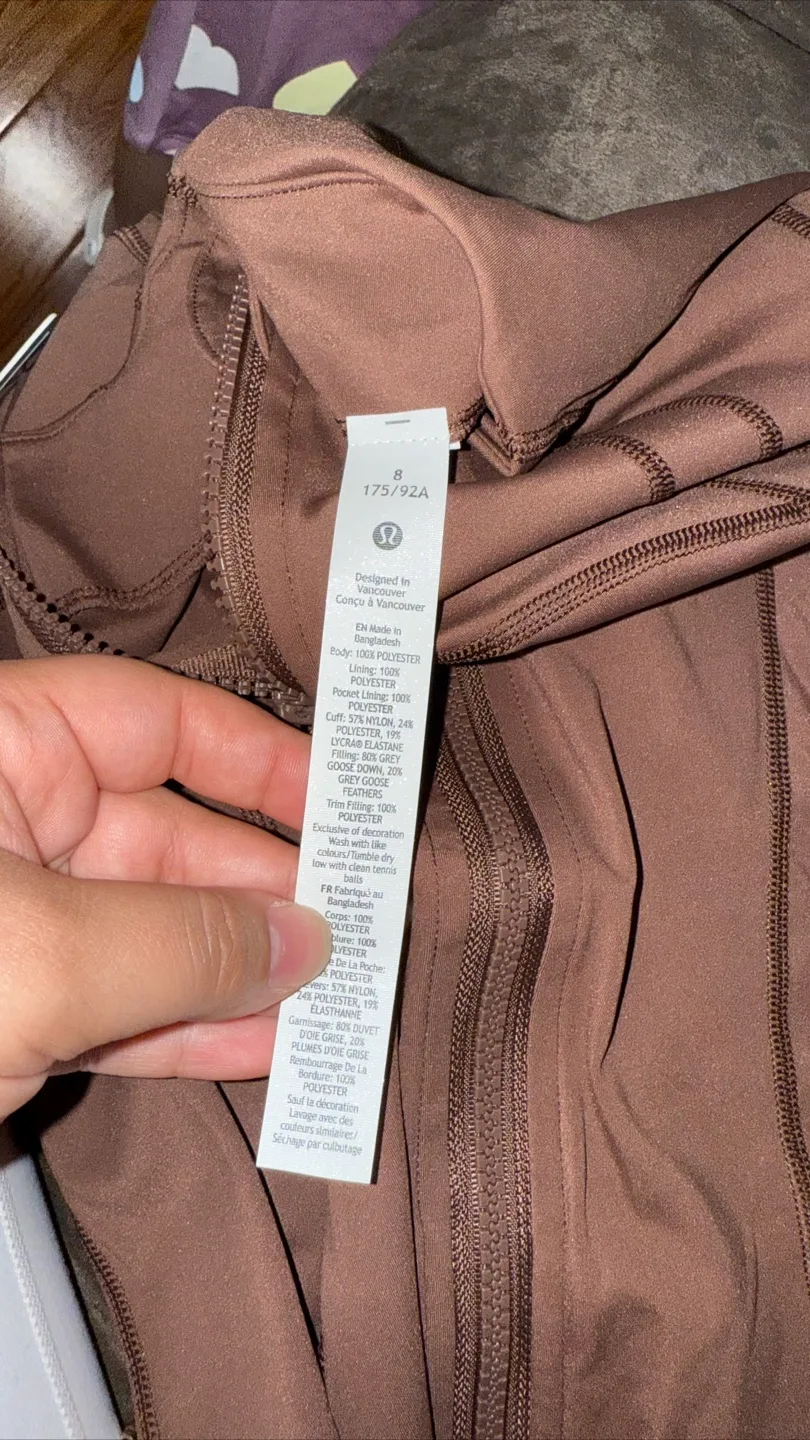 8
175/92A
Designed in
Vancouver
Conçu à Vancouver
EN Made in
Bangladesh
Body: 100% POLYESTER
Lining: 100%
POLYESTER
Pocket Lining: 100%
POLYESTER
Cuff: 57% NYLON, 24%
POLYESTER, 19%
LYCRA® ELASTANE
Filling: 80% GREY
GOOSE DOWN, 20%
GREY GOOSE
FEATHERS
Trim Filling: 100%
POLYESTER
Exclusive of decoration
Wash with like
colours/Tumble dry
low with clean tennis
balls
FR Fabriqué au
Bangladesh
Corps: 100%
POLYESTER
100%
POLYESTER
De La Poche:
POLYESTER
57% NYLON,
24% POLYESTER, 19%
ÉLASTHANNE
Garnissage: 80% DUVET
D'OIE GRISE, 20%
PLUMES D'OIE GRISE
Rembourrage De La
Bordure: 100%
POLYESTER
Sauf la décoration
Lavage avec des
couleurs similaires/
Séchage par culbutage